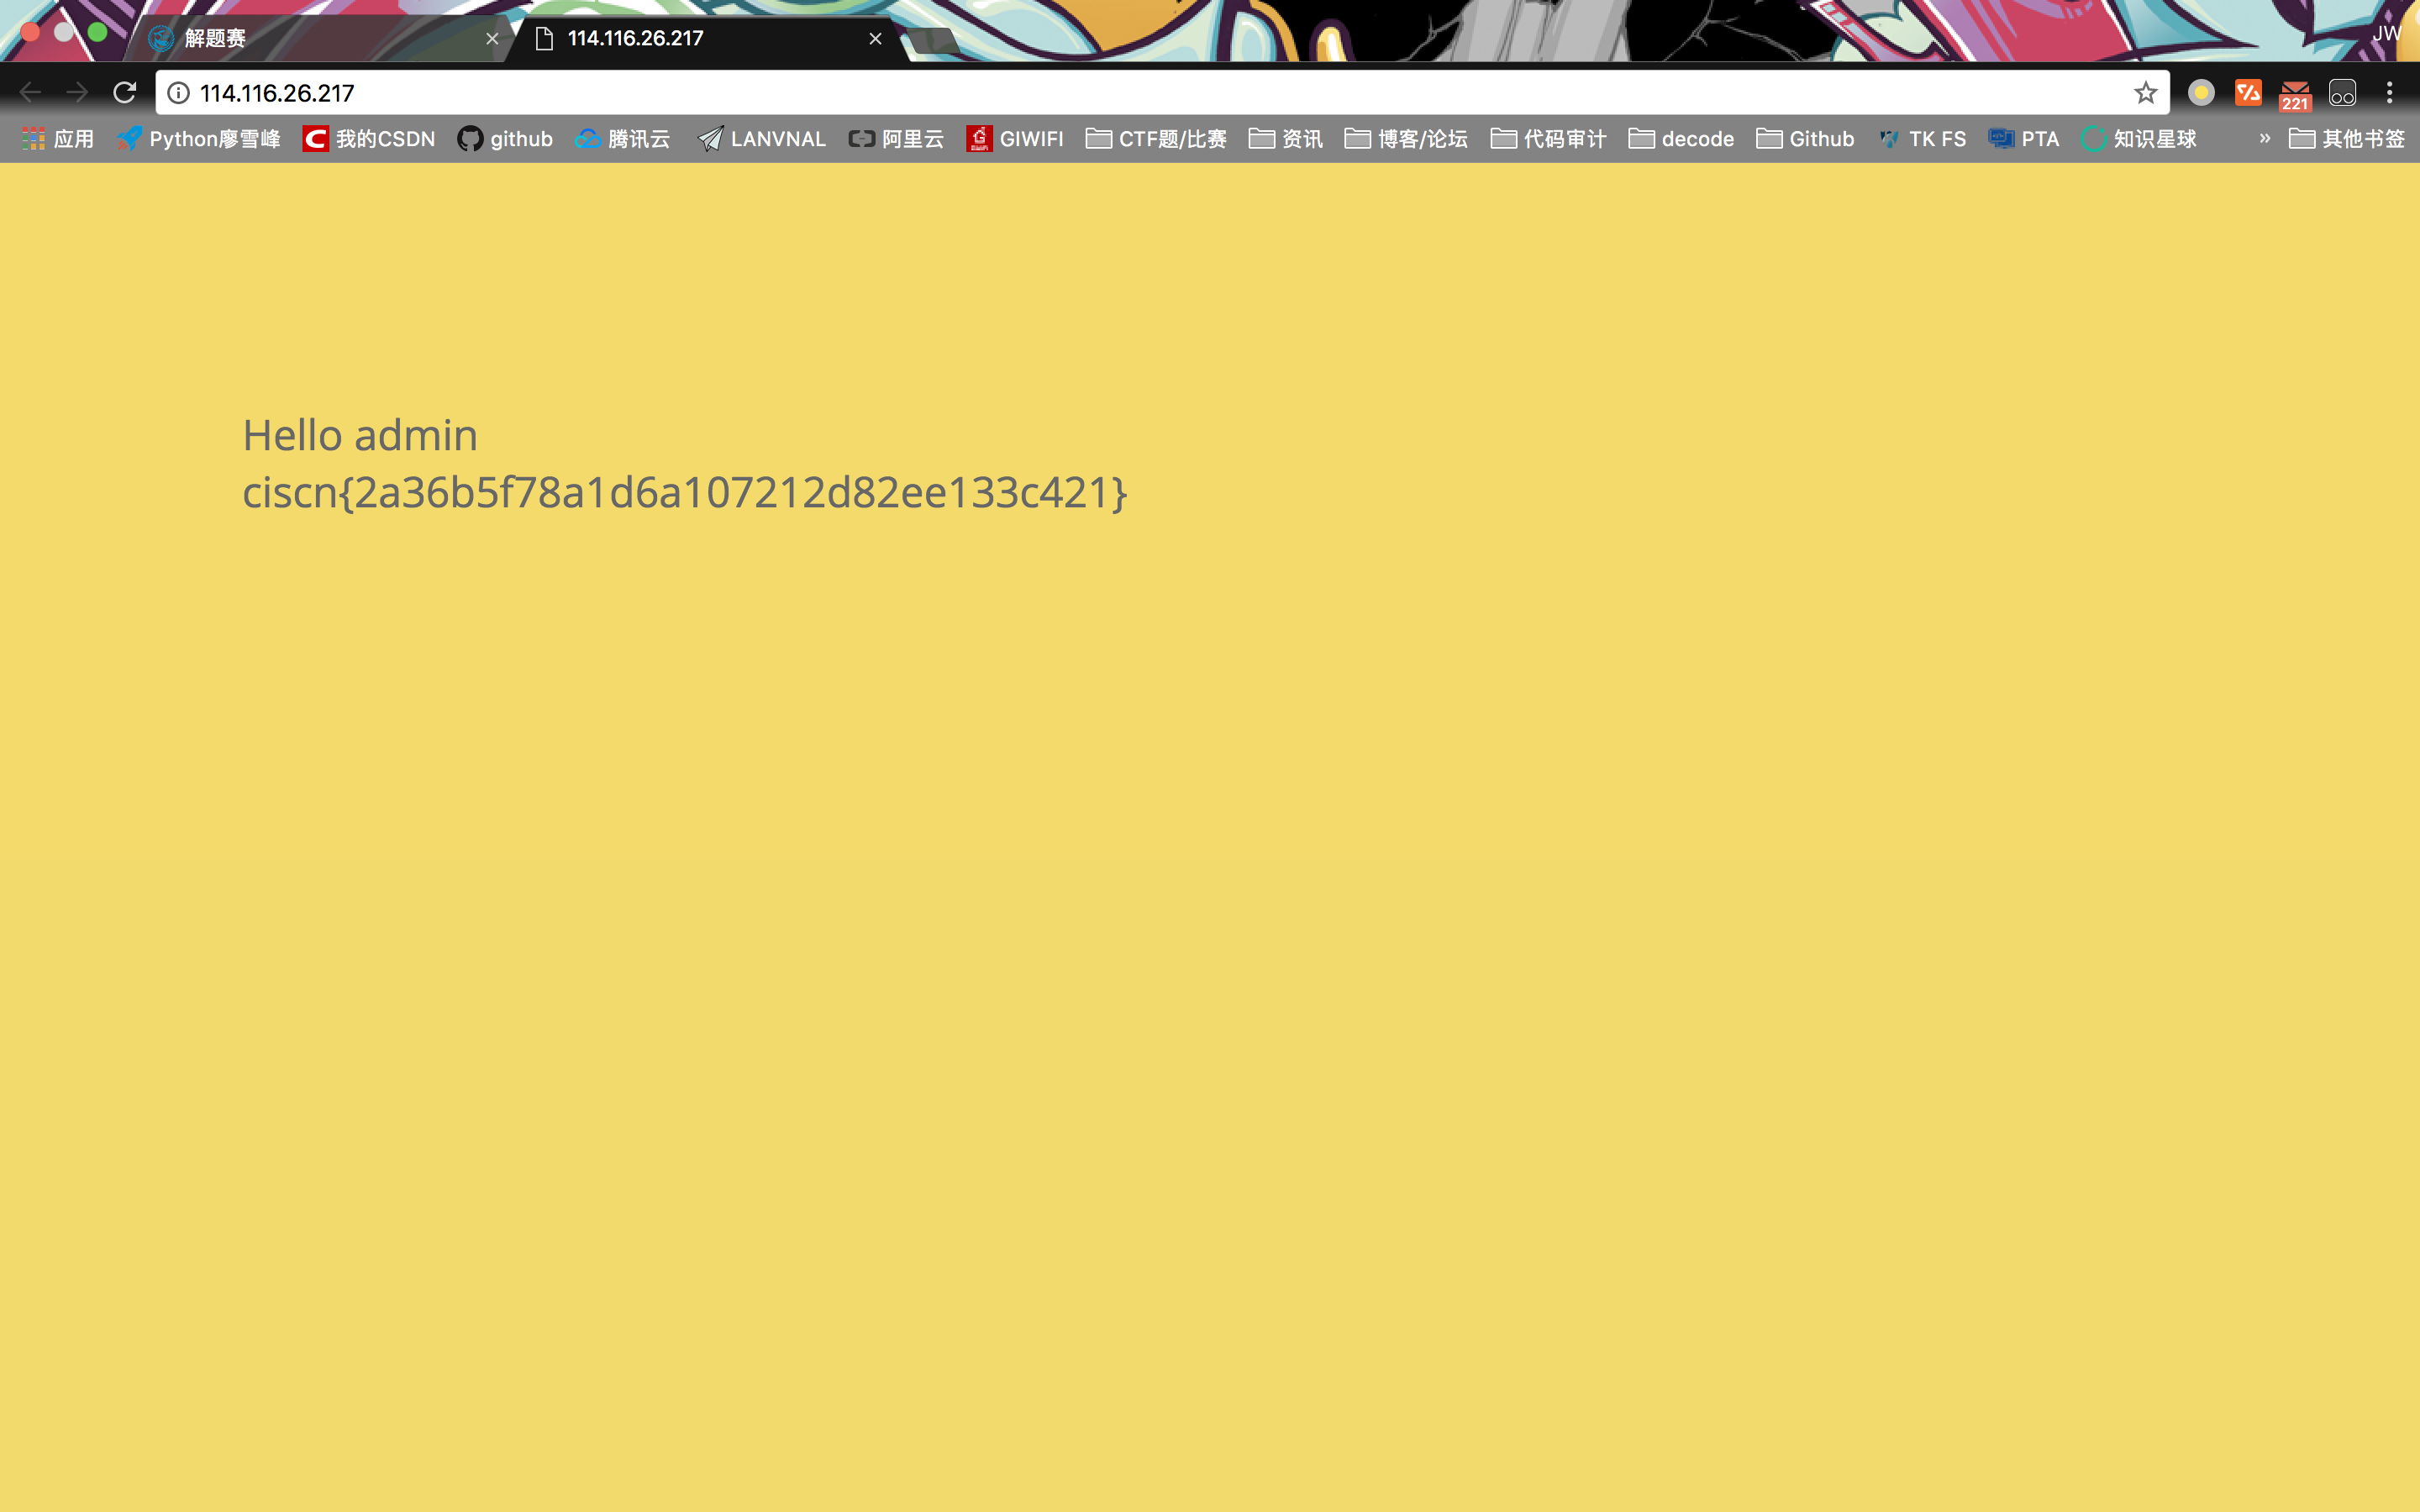 解题赛
114.116.26.217
JW
114.116.26.217
221
应用 Python廖雪峰 我的CSDN github 腾讯云 LANVNAL 阿里云 GIWIFI CTF题/比赛 资讯 博客/论坛 代码审计 decode Github TK FS PTA 知识星球 » 其他书签
Hello admin
ciscn{2a36b5f78a1d6a107212d82ee133c421}